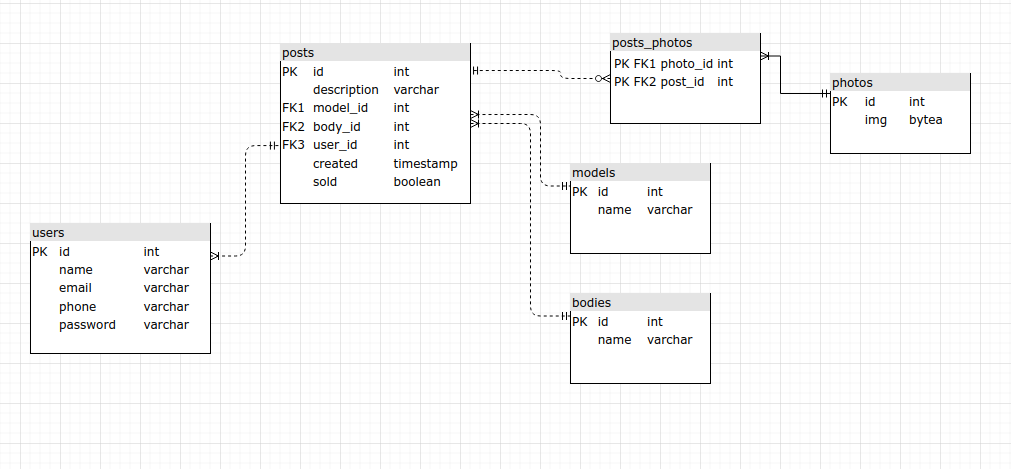 posts
PK id int
description varchar
FK1 model_id int
FK2 body_id int
FK3 user_id int
created timestamp
sold boolean
posts_photos
PK FK1 photo_id int
PK FK2 post_id int
photos
PK id int
img bytea
models
PK id int
name varchar
users
PK id int
name varchar
email varchar
phone varchar
password varchar
bodies
PK id int
name varchar